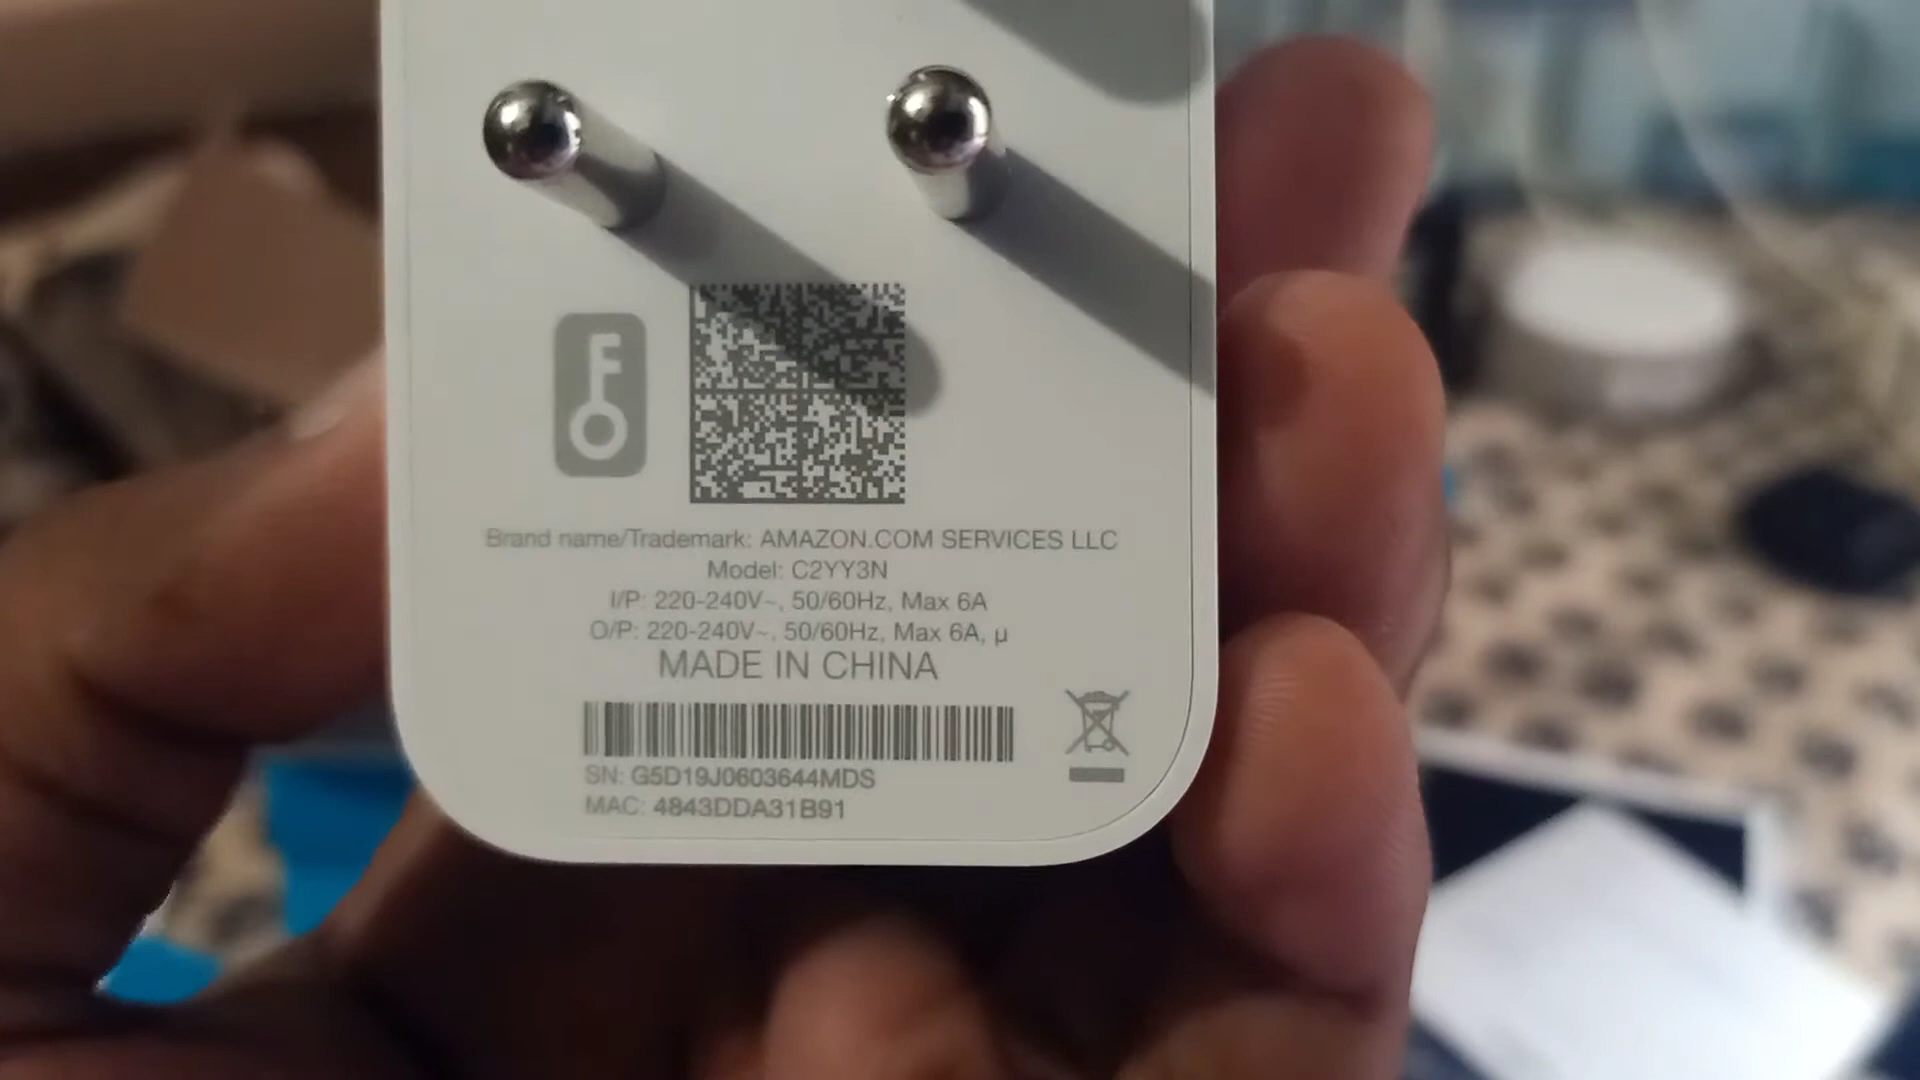 Brand name/Trademark: AMAZON.COM SERVICES LLC
Model: C2YY3N
I/P: 220-240V~, 50/60Hz, Max 6A
O/P: 220-240V~, 50/60Hz, Max 6A, µ
MADE IN CHINA
SN: G5D19J0603644MDS
MAC: 4843DDA31B91